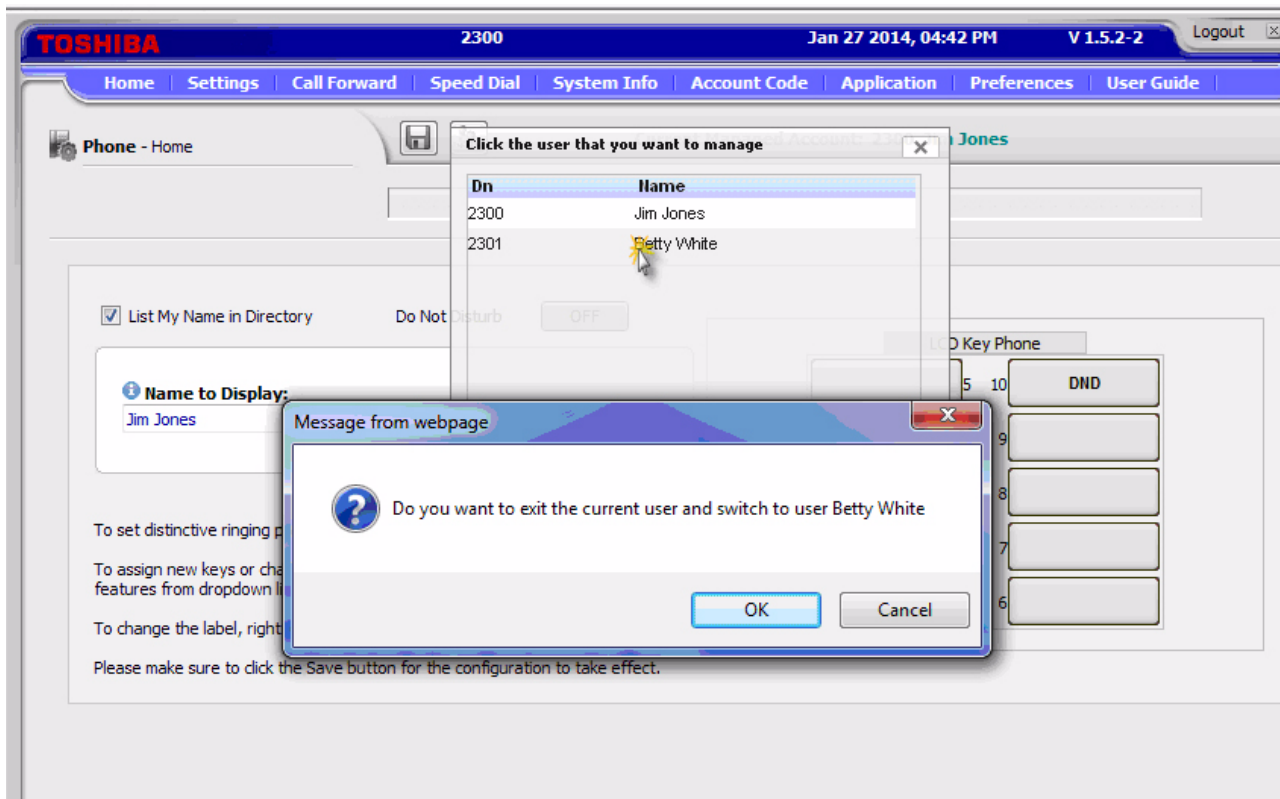 TOSHIBA 2300 Jan 27 2014, 04:42 PM V 1.5.2-2 Logout
Home Settings Call Forward Speed Dial System Info Account Code Application Preferences User Guide
Phone - Home
Click the user that you want to manage
Jones
Dn Name
2300 Jim Jones
2301 Betty White
List My Name in Directory Do Not Disturb OFF
LCD Key Phone
Name to Display:
Jim Jones
5 10 DND
9
8
7
6
Message from webpage
Do you want to exit the current user and switch to user Betty White
OK Cancel
To set distinctive ringing
To assign new keys or
features from dropdown
To change the label, right
Please make sure to click the Save button for the configuration to take effect.